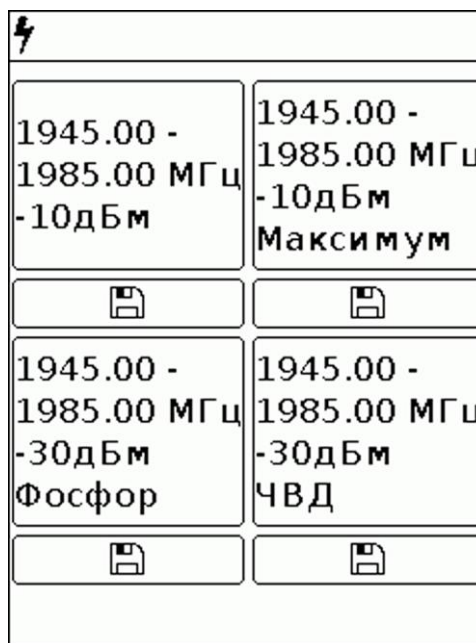 1945.00 -
1985.00 МГц
-10дБм
1945.00 -
1985.00 МГц
-10дБм
Максимум
1945.00 -
1985.00 МГц
-30дБм
Фосфор
1945.00 -
1985.00 МГц
-30дБм
ЧВД